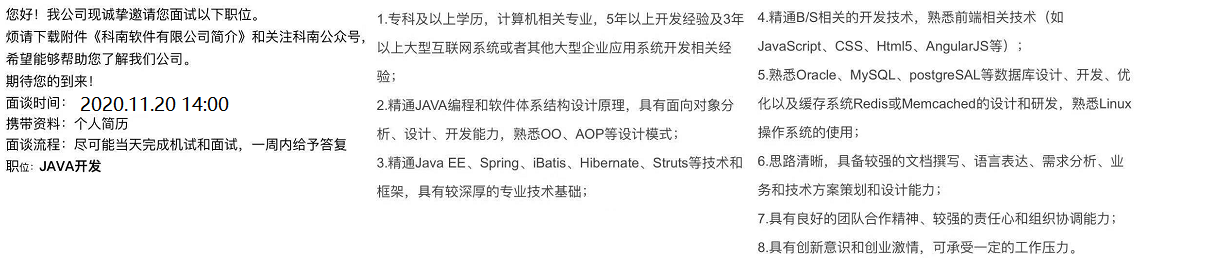 您好！我公司现诚挚邀请您面试以下职位。
烦请下载附件《科南软件有限公司简介》和关注科南公众号，
希望能够帮助您了解我们公司。
期待您的到来！
面谈时间： 2020.11.20 14:00
携带资料：个人简历
面谈流程：尽可能当天完成机试和面试，一周内给予答复
职位：JAVA开发
1.专科及以上学历，计算机相关专业，5年以上开发经验及3年
以上大型互联网系统或者其他大型企业应用系统开发相关经
验；
2.精通JAVA编程和软件体系结构设计原理，具有面向对象分
析、设计、开发能力，熟悉OO、AOP等设计模式；
3.精通Java EE、Spring、iBatis、Hibernate、Struts等技术和
框架，具有较深厚的专业技术基础；
4.精通B/S相关的开发技术，熟悉前端相关技术（如
JavaScript、CSS、Html5、AngularJS等）；
5.熟悉Oracle、MySQL、postgreSAL等数据库设计、开发、优
化以及缓存系统Redis或Memcached的设计和研发，熟悉Linux
操作系统的使用；
6.思路清晰，具备较强的文档撰写、语言表达、需求分析、业
务和技术方案策划和设计能力；
7.具有良好的团队合作精神、较强的责任心和组织协调能力；
8.具有创新意识和创业激情，可承受一定的工作压力。